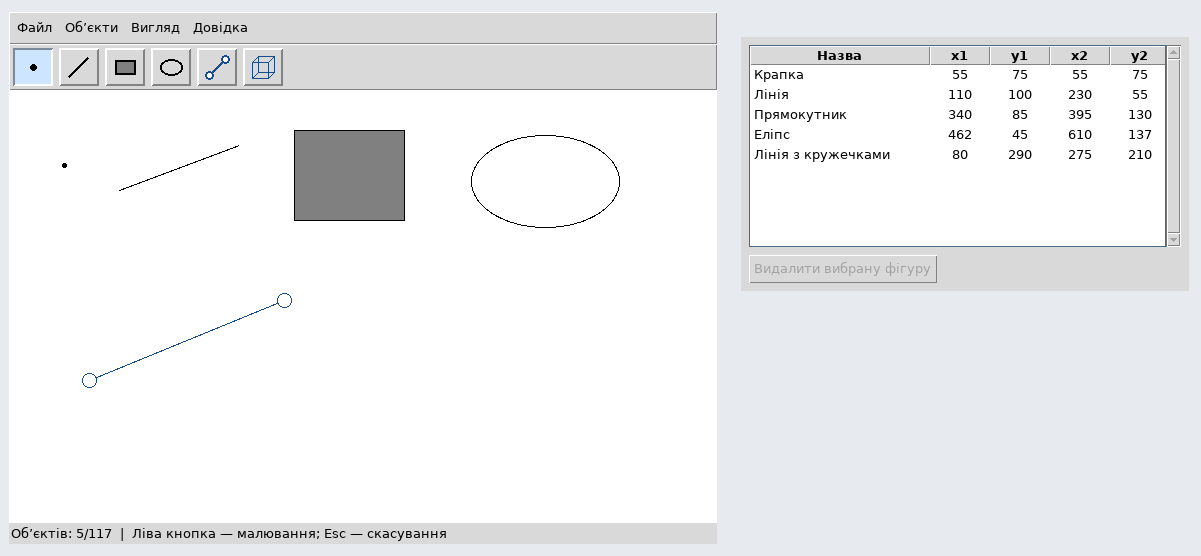 Файл Об’єкти Вигляд Довідка
Назва x1 y1 x2 y2
Крапка 55 75 55 75
Лінія 110 100 230 55
Прямокутник 340 85 395 130
Еліпс 462 45 610 137
Лінія з кружечками 80 290 275 210
Видалити вибрану фігуру
Об’єктів: 5/117 | Ліва кнопка — малювання; Esc — скасування